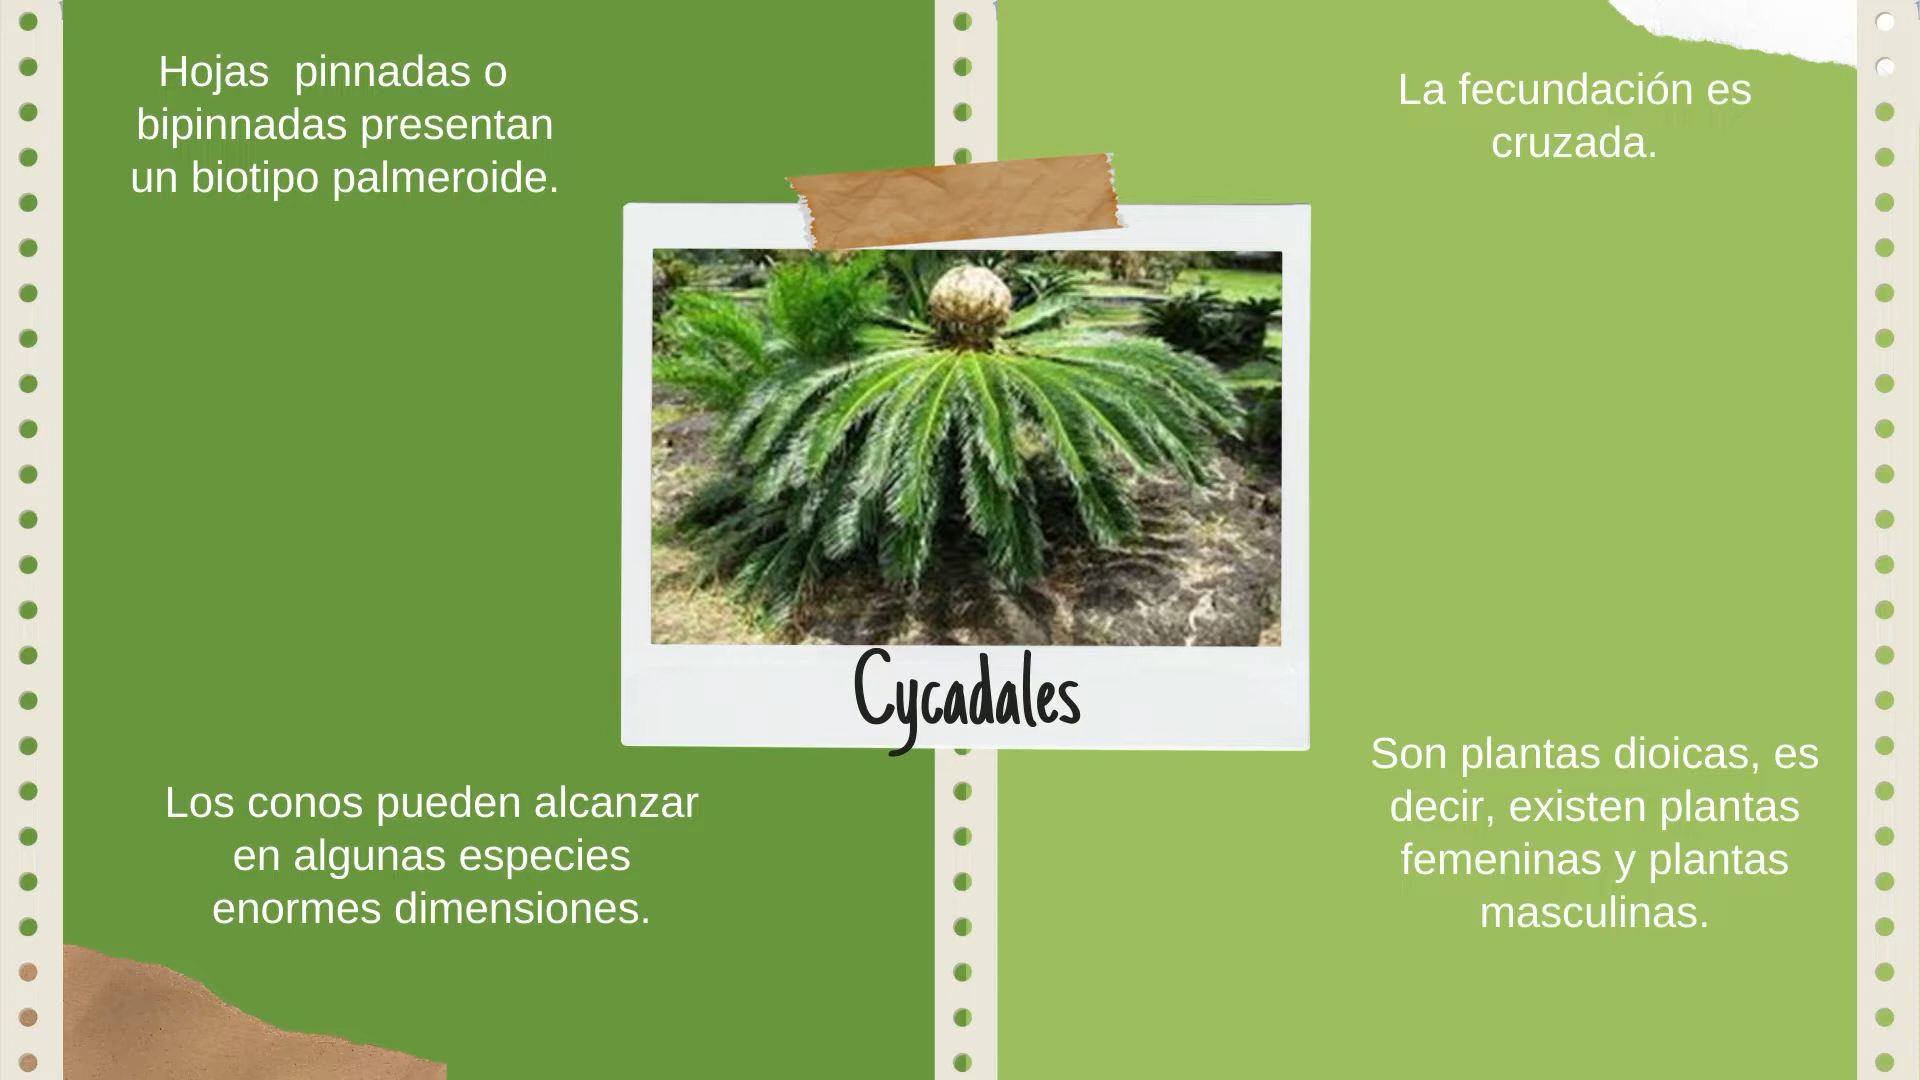 Hojas  pinnadas o
bipinnadas presentan
un biotipo palmeroide.
La fecundación es
cruzada.
Cycadales
Los conos pueden alcanzar
en algunas especies
enormes dimensiones.
Son plantas dioicas, es
decir, existen plantas
femeninas y plantas
masculinas.